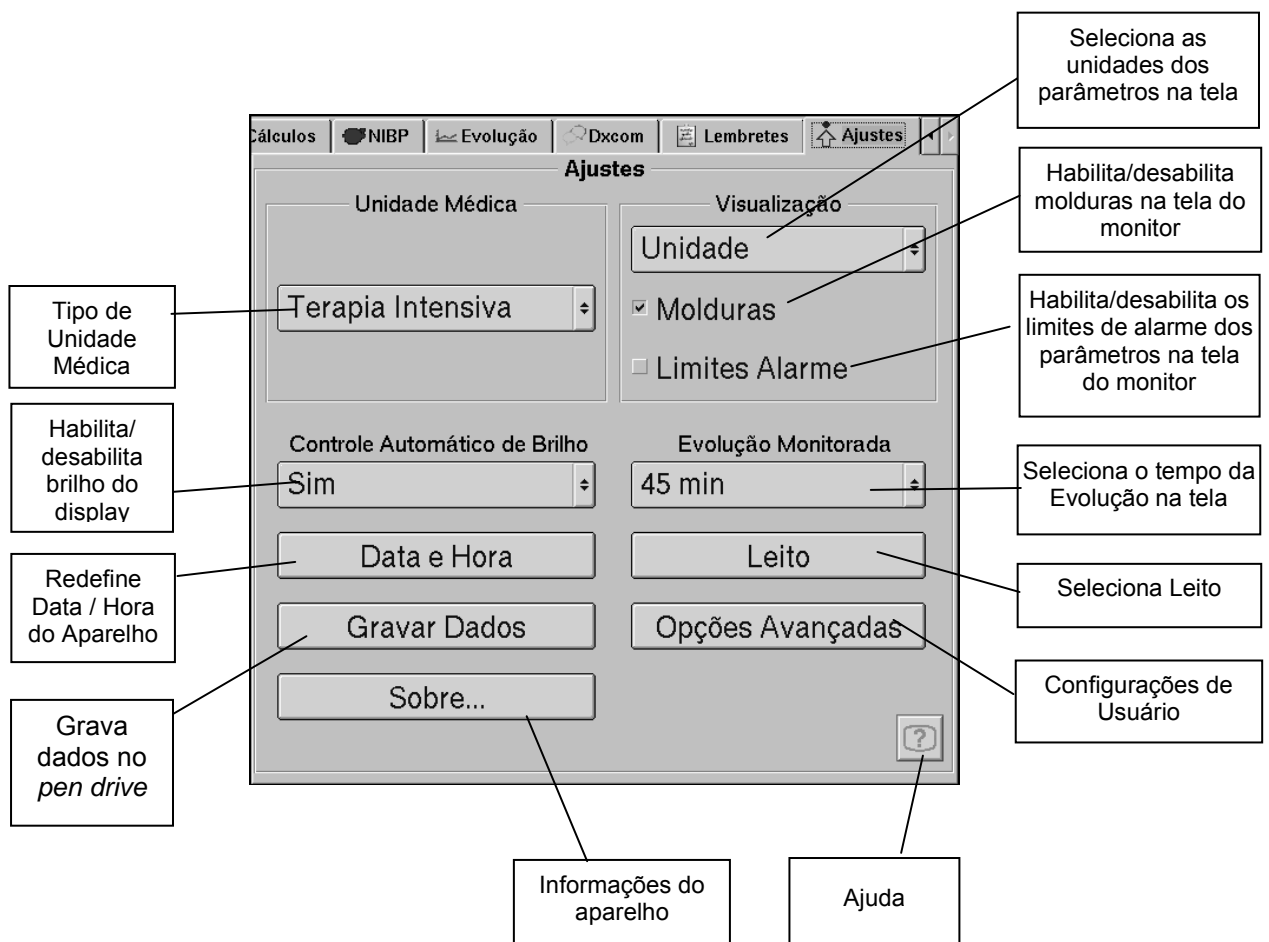 Seleciona as
unidades dos
parâmetros na tela
Cálculos NIBP Evolução Dxcom Lembretes Ajustes
Ajustes
Unidade Médica
Visualização
Unidade
Terapia Intensiva
Molduras
Limites Alarme
Habilita/desabilita
molduras na tela do
monitor
Tipo de
Unidade
Médica
Habilita/desabilita os
limites de alarme dos
parâmetros na tela
do monitor
Habilita/
desabilita
brilho do
display
Controle Automático de Brilho
Sim
Evolução Monitorada
45 min
Seleciona o tempo da
Evolução na tela
Redefine
Data / Hora
do Aparelho
Data e Hora
Leito
Seleciona Leito
Gravar Dados
Opções Avançadas
Sobre...
?
Configurações de
Usuário
Grava
dados no
pen drive
Informações do
aparelho
Ajuda